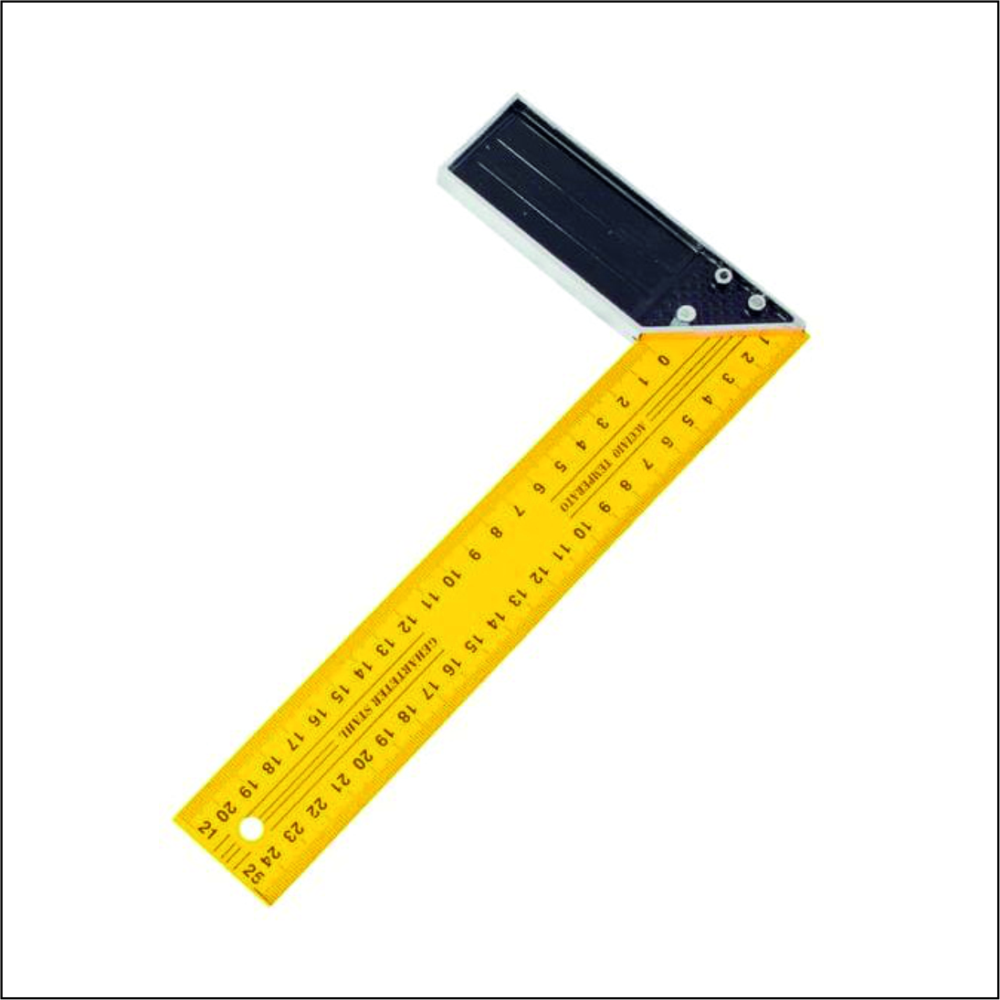 0 1 2 3 4 5 6 7 8 9 10 11 12 13 14 15 16 17 18 19 20 21
ACCIAIO TEMPERATO
GEHÄRTETER STAHL
1 2 3 4 5 6 7 8 9 10 11 12 13 14 15 16 17 18 19 20 21 22 23 24 25